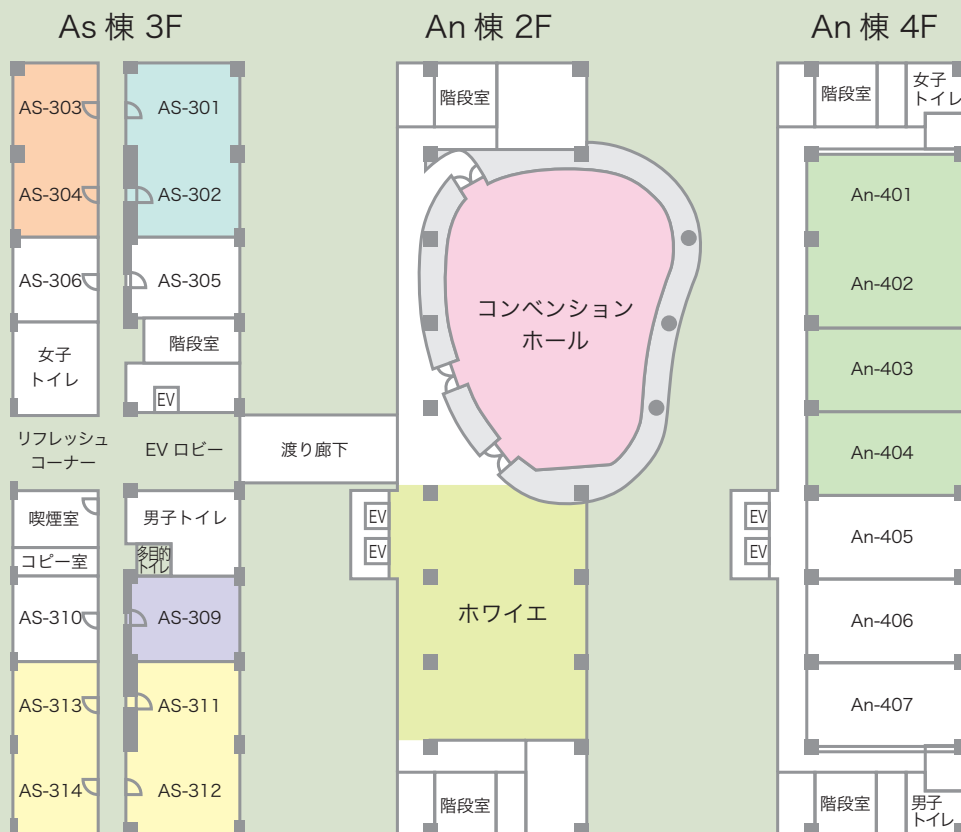 As 棟 3F
An 棟 2F
An 棟 4F
AS-303
AS-301
AS-304
AS-302
AS-306
AS-305
女子
トイレ
階段室
EV
リフレッシュ
コーナー
EV ロビー
渡り廊下
喫煙室
男子トイレ
コピー室
多目的
トイレ
AS-310
AS-309
AS-313
AS-311
AS-314
AS-312
階段室
コンベンション
ホール
EV
EV
ホワイエ
階段室
階段室
女子
トイレ
An-401
An-402
An-403
An-404
An-405
EV
EV
An-406
An-407
階段室
男子
トイレ